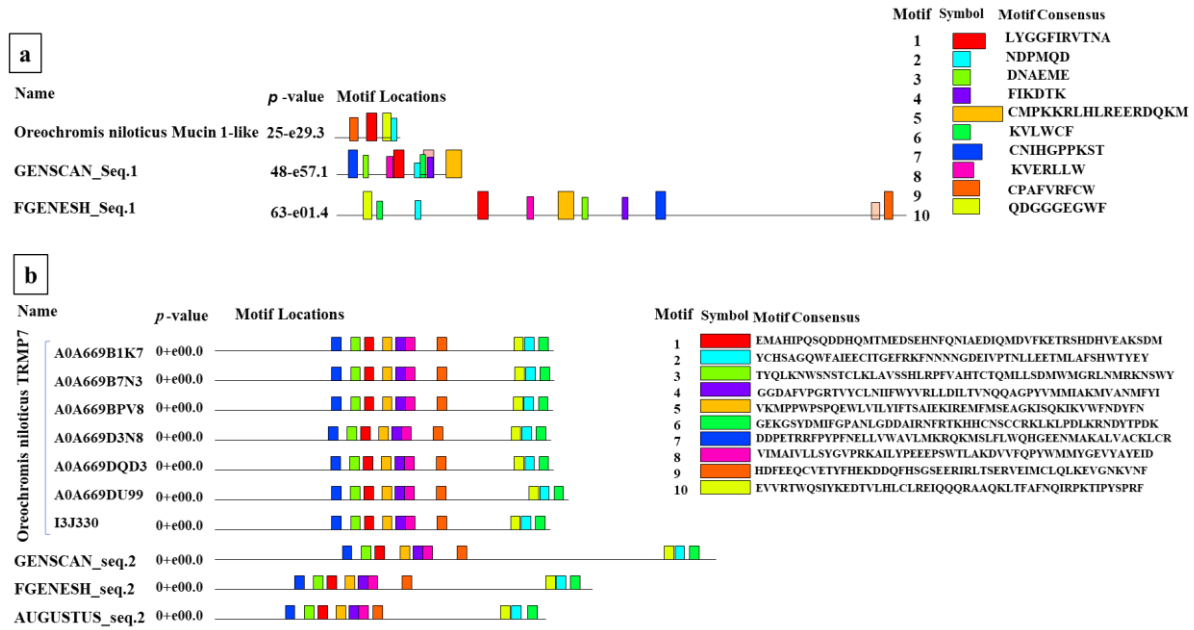 a
Motif Symbol Motif Consensus
1 LYGGFIRVTNA
2 NDPMQD
3 DNAEME
4 FIKDTK
5 CMPKKRLHLREERDQKM
6 KVLWCF
7 CNIHGPPKST
8 KVERLLW
9 CPAFVRFCW
10 QDGGGEGWF
Name p -value Motif Locations
Oreochromis niloticus Mucin 1-like 25-e29.3
GENSCAN_Seq.1 48-e57.1
FGENESH_Seq.1 63-e01.4
b
Name p -value Motif Locations
Oreochromis niloticus TRMP7
A0A669B1K7 0+e00.0
A0A669B7N3 0+e00.0
A0A669BPV8 0+e00.0
A0A669D3N8 0+e00.0
A0A669DQD3 0+e00.0
A0A669DU99 0+e00.0
I3J330 0+e00.0
GENSCAN_seq.2 0+e00.0
FGENESH_seq.2 0+e00.0
AUGUSTUS_seq.2 0+e00.0
Motif Symbol Motif Consensus
1 EMAHIPQSQDDHQMTMEDSEHNFQNIAEDIQMDVFKETRSHDHVEAKSDM
2 YCHSAGQWFAIEECITGEFRKFNNNNGDEIVPTNLLEETMLAFSHWTYEY
3 TYQLKNWSNSTCLKLAVSSHLRPFVAHTCTQMLLSDMWMGRLNMRKNSWY
4 GGDAFVPGRTVYCLNIIFWYVRLLDILTVNQQAGPYVMMIAKMVANMFYI
5 VKMPPWPSPQEWLVILYIFTSAIEKIREMFMSEAGKISQKIKVWFNDYFN
6 GEKGSYDMIFGPANLGDDAIRNFRTKHHCNSCCRKLKLPDLKRNDYTPDK
7 DDPETRRFPYPFNELLVWAVLMKRQKMSLFLWQHGEENMAKALVACKLCR
8 VIMAIVLLSYGVPRKAILYPEEEPSWTLAKDVVFQPYWMMYGEVYAYEID
9 HDFEEQCVETYFHEKDDQFHSGSEERIRLTSERVEIMCLQLKEVGNKVNF
10 EVVRTWQSIYKEDTVLHLCLREIQQQRAAQKLTFAFNQIRPKTIPYSPRF